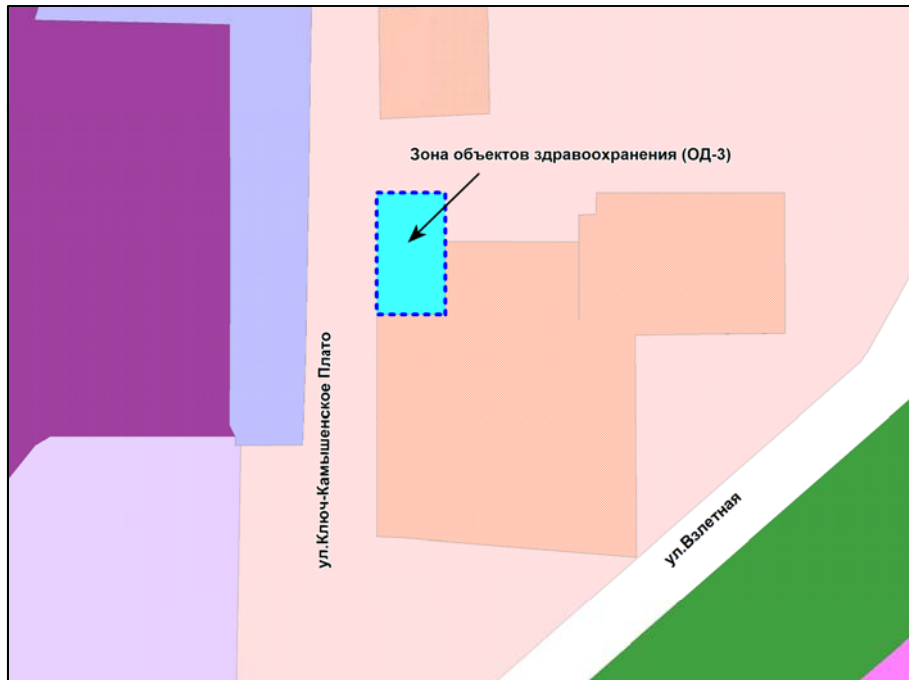 Зона объектов здравоохранения (ОД-3)
ул.Ключ-Камышенское Плато
ул.Взлетная